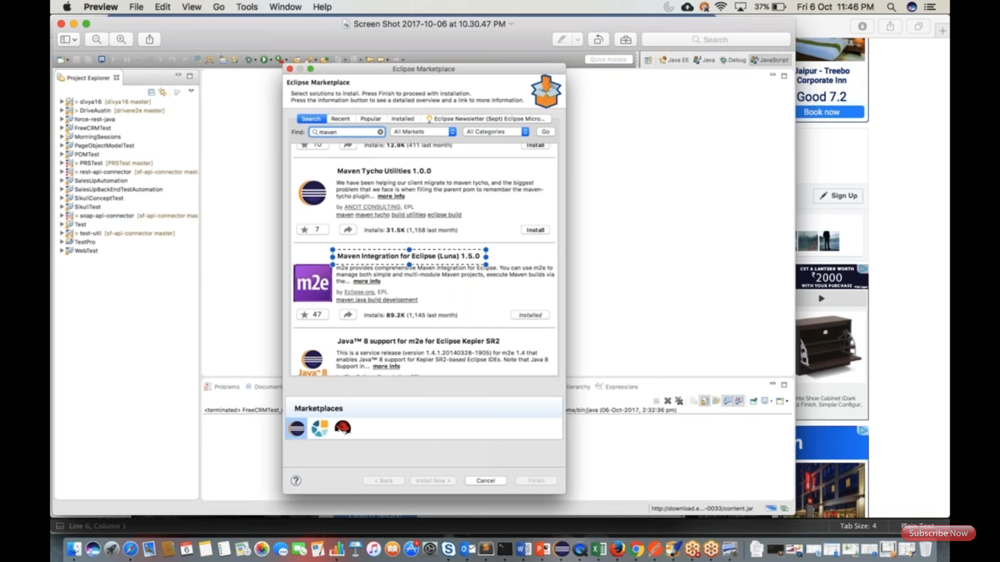 Preview File Edit View Go Tools Window Help
37% Fri 6 Oct 11:46 PM
Screen Shot 2017-10-06 at 10.30.47 PM
Search
Quick Access
Java EE Java Debug JavaScript
Project Explorer
> divya16 [divya16 master]
> DriveAustin [drivere2e master]
force-rest-java
FreeCRMTest
MorningSessions
PageObjectModelTest
POMTest
> PRSTest [PRSTest master]
> rest-api-connector [sf-api-connector mast
SalesUpAutomation
SalesUpBackEndTestAutomation
SikuliConceptTest
SikuliTest
> soap-api-connector [sf-api-connector mas
Test
> test-util [sf-api-connector master]
TestPro
WebTest
Eclipse Marketplace
Eclipse Marketplace
Select solutions to install. Press Finish to proceed with installation.
Press the information button to see a detailed overview and a link to more information.
Search Recent Popular Installed Eclipse Newsletter (Sept) Eclipse Micro...
Find: maven All Markets All Categories Go
10 Installs: 12.9K (411 last month) Install
Maven Tycho Utilities 1.0.0
We have been helping our client migrate to maven tycho, and the biggest
problem that we face is when filling the parent pom to remember the maven-
tycho plugin... more info
by ANCIT CONSULTING, EPL
maven maven tycho build utilities eclipse build
7 Installs: 31.5K (1,158 last month) Install
Maven Integration for Eclipse (Luna) 1.5.0
m2e provides comprehensive Maven integration for Eclipse. You can use m2e to
manage both simple and multi-module Maven projects, execute Maven builds via
the... more info
m2e
by Eclipse.org, EPL
maven java build development
47 Installs: 89.2K (1,145 last month) Installed
Java™ 8 support for m2e for Eclipse Kepler SR2
This is a service release (version 1.4.1.20140328-1905) for m2e 1.4 that
enables Java™ 8 support for Kepler SR2-based Eclipse IDEs. Note that Java 8
Support in... more info
Java™ 8
Marketplaces
< Back Install Now > Cancel Finish
Problems Document
Hierarchy Expressions
<terminated> FreeCRMTest_
me/bin/java (06-Oct-2017, 2:32:36 pm)
http://download.e...-0033/content.jar
Jaipur - Treebo
Corporate Inn
Good 7.2
Book now
Sign Up
GET A LANTERN WORTH
₹2000
WITH YOUR PURCHASE
nte Shoe Cabinet (Dark
ut Finish, Simple Configur..
Line 6, Column 1
Tab Size: 4
Plain Text
Subscribe Now